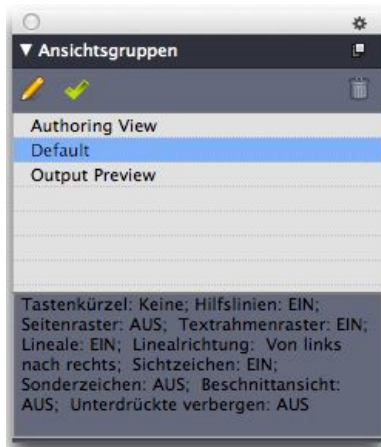 Ansichtsgruppen
Authoring View
Default
Output Preview
Tastenkürzel: Keine; Hilfslinien: EIN;
Seitenraster: AUS; Textrahmenraster: EIN;
Lineale: EIN; Linealrichtung: Von links
nach rechts; Sichtzeichen: EIN;
Sonderzeichen: AUS; Beschnittansicht:
AUS; Unterdrückte verbergen: AUS